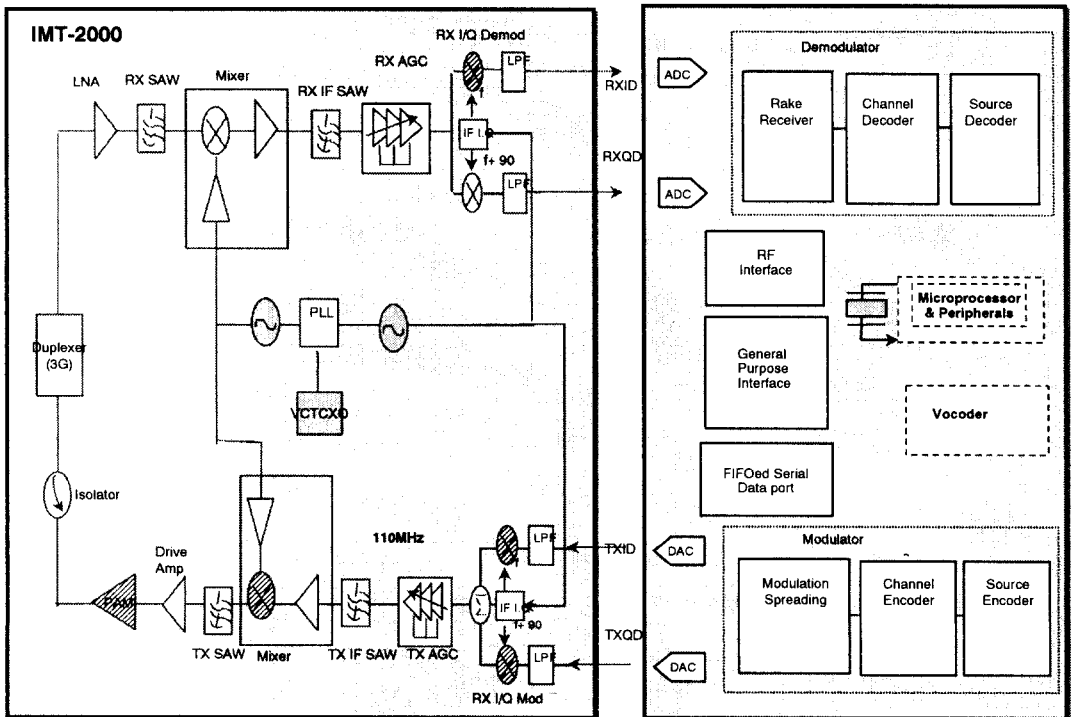 IMT-2000
RX I/Q Demod
LNA
RX SAW
Mixer
RX IF SAW
RX AGC
LPF
f
IF I.Q
f+ 90
LPF
RXID
RXQD
ADC
ADC
Demodulator
Rake
Receiver
Channel
Decoder
Source
Decoder
RF
Interface
Microprocessor
& Peripherals
General
Purpose
Interface
Vocoder
FIFOed Serial
Data port
PLL
VCTCXO
Duplexer
(3G)
Isolator
Drive
Amp
PAM
TX SAW
Mixer
TX IF SAW
110MHz
TX AGC
Σ
f
IF I.Q
f+ 90
LPF
LPF
RX I/Q Mod
TXID
TXQD
DAC
DAC
Modulator
Modulation
Spreading
Channel
Encoder
Source
Encoder